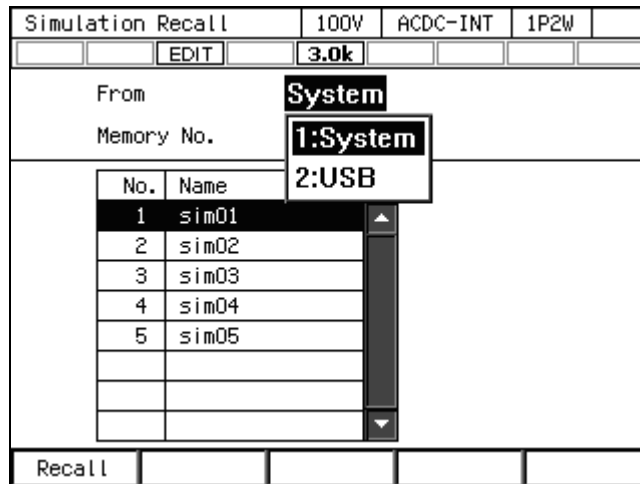 Simulation Recall 100V ACDC-INT 1P2W
EDIT 3.0k
From System
Memory No. 1:System
2:USB
No. Name
1 sim01
2 sim02
3 sim03
4 sim04
5 sim05
Recall